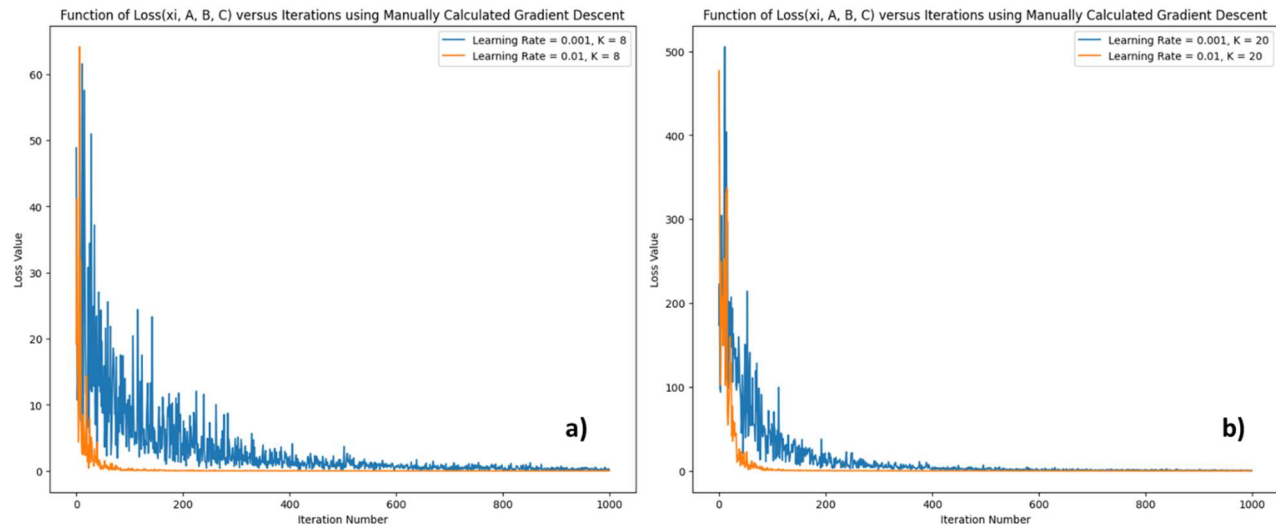 Function of Loss(xi, A, B, C) versus Iterations using Manually Calculated Gradient Descent
Learning Rate = 0.001, K = 8
Learning Rate = 0.01, K = 8
60
50
40
30
20
10
0
Loss Value
0 200 400 600 800 1000
Iteration Number
a)
Function of Loss(xi, A, B, C) versus Iterations using Manually Calculated Gradient Descent
Learning Rate = 0.001, K = 20
Learning Rate = 0.01, K = 20
500
400
300
200
100
0
Loss Value
0 200 400 600 800 1000
Iteration Number
b)